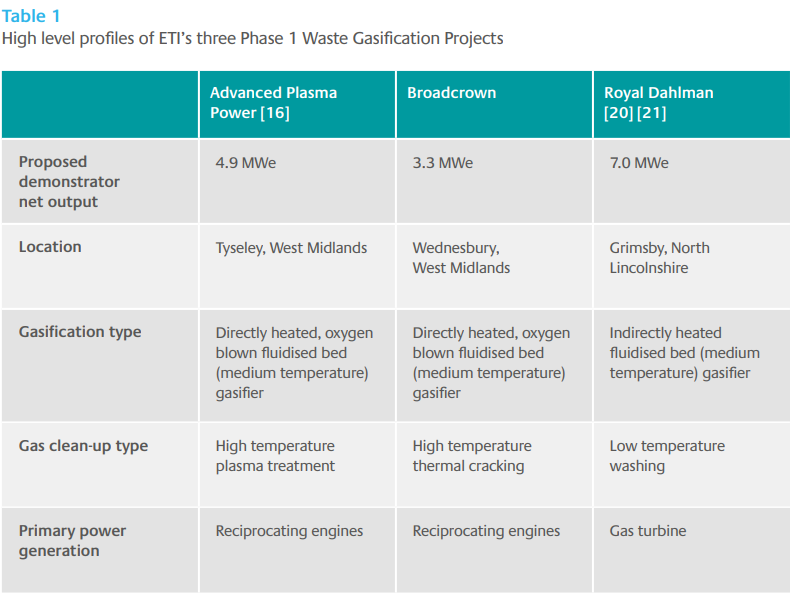 Table 1
High level profiles of ETI's three Phase 1 Waste Gasification Projects
Advanced Plasma
Power [16]
Broadcrown
Royal Dahlman
[20] [21]
Proposed
demonstrator
net output
4.9 MWe
3.3 MWe
7.0 MWe
Location
Tyseley, West Midlands
Wednesbury,
West Midlands
Grimsby, North
Lincolnshire
Gasification type
Directly heated, oxygen
blown fluidised bed
(medium temperature)
gasifier
Directly heated, oxygen
blown fluidised bed
(medium temperature)
gasifier
Indirectly heated
fluidised bed (medium
temperature) gasifier
Gas clean-up type
High temperature
plasma treatment
High temperature
thermal cracking
Low temperature
washing
Primary power
generation
Reciprocating engines
Reciprocating engines
Gas turbine